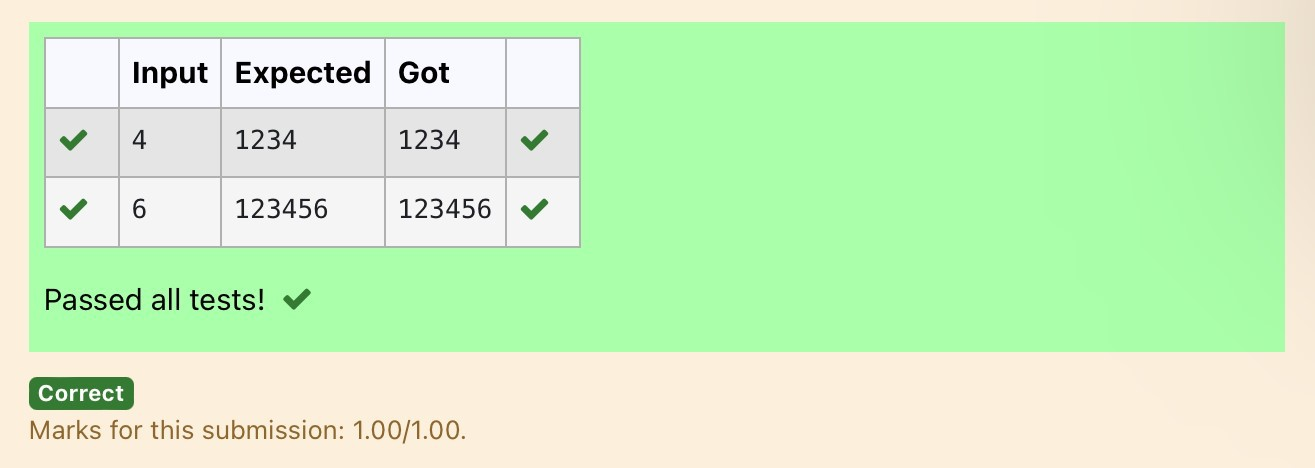 Input Expected Got
4 1234 1234
6 123456 123456
Passed all tests!
Correct
Marks for this submission: 1.00/1.00.